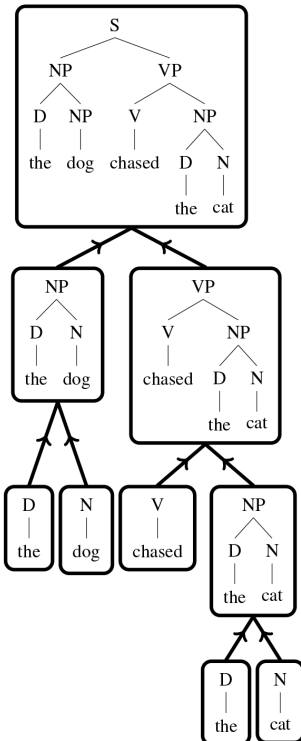 S
NP VP
D NP V NP
the dog chased D N
the cat
NP VP
D N V NP
the dog chased D N
the cat
D N V NP
the dog chased D N
the cat
D N
the cat